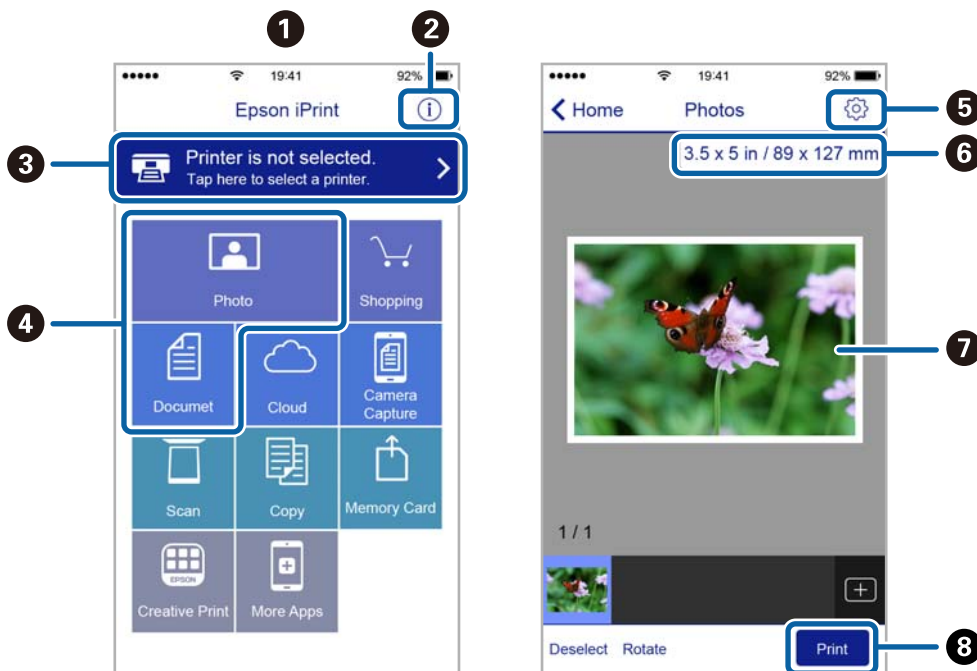 1
2
●●●●● 19:41 92%
Epson iPrint
i
3
Printer is not selected.
Tap here to select a printer.
4
Photo
Shopping
Documet
Cloud
Camera
Capture
Scan
Copy
Memory Card
EPSON
Creative Print
More Apps
●●●●● 19:41 92%
Home
Photos
5
3.5 x 5 in / 89 x 127 mm
6
7
1 / 1
Deselect
Rotate
Print
8